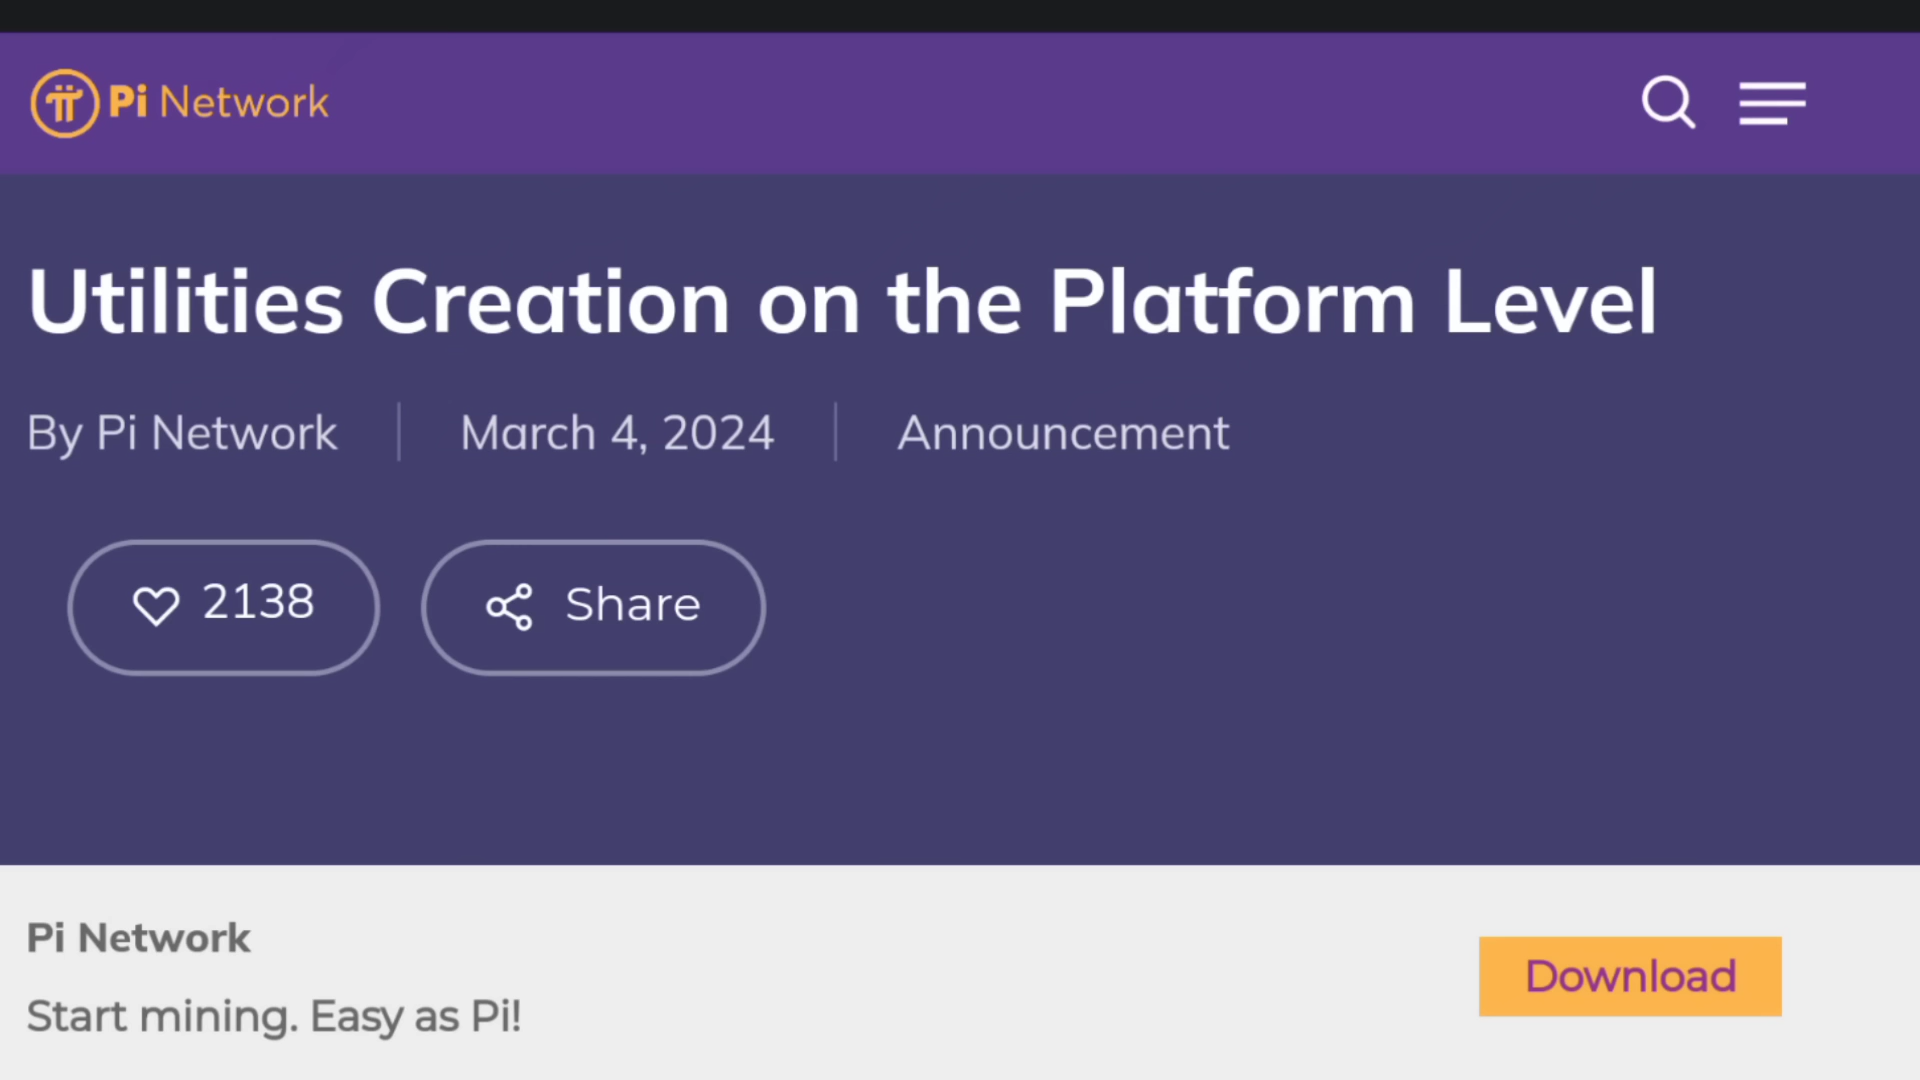 Pi Network
Utilities Creation on the Platform Level
By Pi Network March 4, 2024 Announcement
2138 Share
Pi Network
Start mining. Easy as Pi!
Download